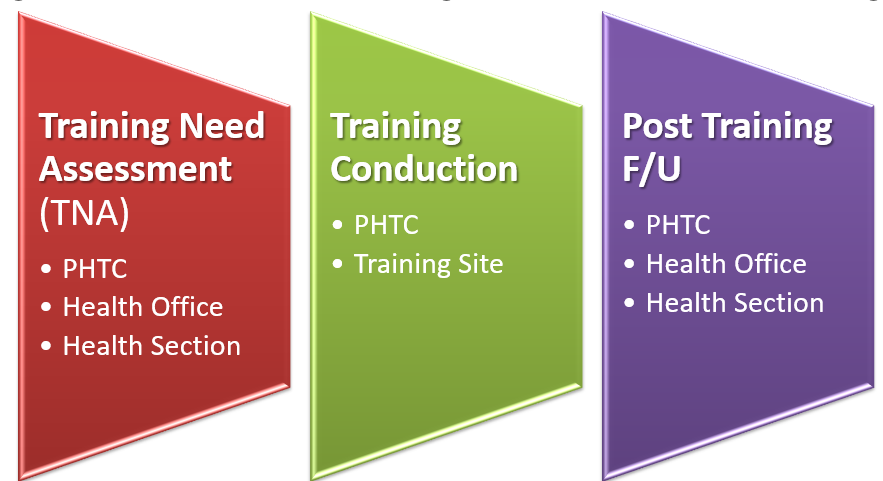 Training Need
Assessment
(TNA)
• PHTC
• Health Office
• Health Section
Training
Conduction
• PHTC
• Training Site
Post Training
F/U
• PHTC
• Health Office
• Health Section